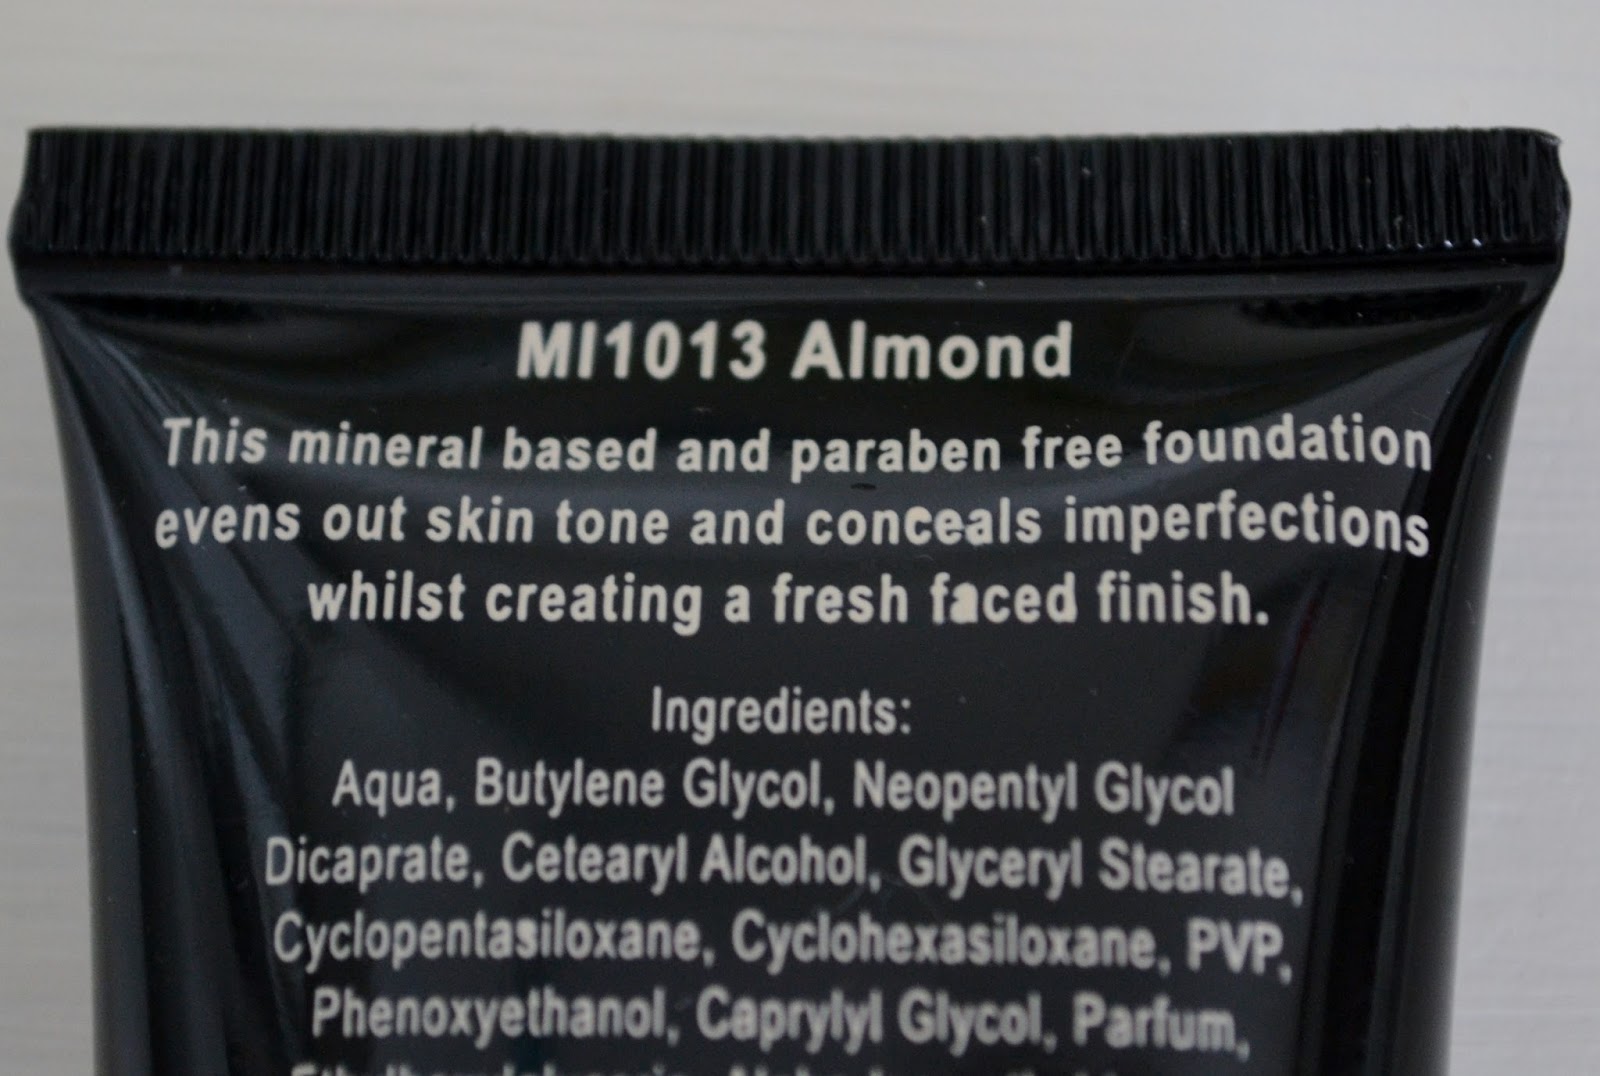 MI1013 Almond
This mineral based and paraben free foundation
evens out skin tone and conceals imperfections
whilst creating a fresh faced finish.
Ingredients:
Aqua, Butylene Glycol, Neopentyl Glycol
Dicaprate, Cetearyl Alcohol, Glyceryl Stearate,
Cyclopentasiloxane, Cyclohexasiloxane, PVP,
Phenoxyethanol, Caprylyl Glycol, Parfum,